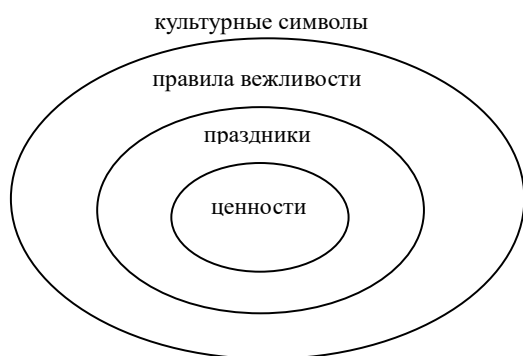 культурные символы
правила вежливости
праздники
ценности